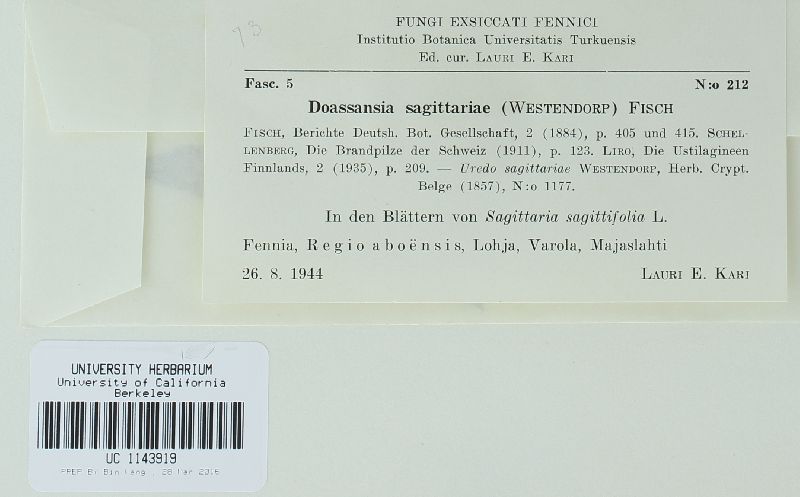 73
FUNGI EXSICCATI FENNICI
Institutio Botanica Universitatis Turkuensis
Ed. cur. LAURI E. KARI
Fasc. 5 N:o 212
Doassansia sagittariae (WESTENDORP) FISCH
FISCH, Berichte Deutsh. Bot. Gesellschaft, 2 (1884), p. 405 und 415. SCHEL-
LENBERG, Die Brandpilze der Schweiz (1911), p. 123. LIRO, Die Ustilagineen
Finnlands, 2 (1935), p. 209. — Uredo sagittariae WESTENDORP, Herb. Crypt.
Belge (1857), N:o 1177.
In den Blättern von Sagittaria sagittifolia L.
Fennia, Regio aboënsis, Lohja, Varola, Majaslahti
26. 8. 1944 LAURI E. KARI
UNIVERSITY HERBARIUM
University of California
Berkeley
UC 1143919